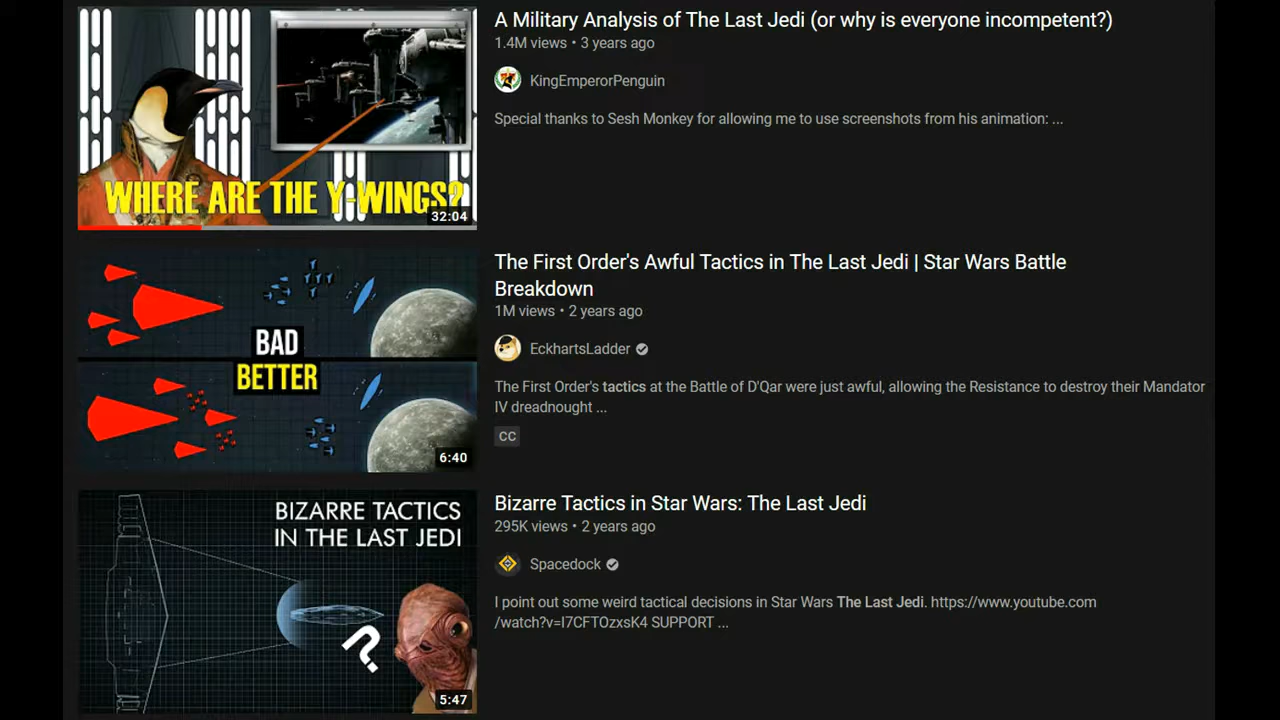 A Military Analysis of The Last Jedi (or why is everyone incompetent?)
1.4M views • 3 years ago
KingEmperorPenguin
Special thanks to Sesh Monkey for allowing me to use screenshots from his animation: ...
WHERE ARE THE Y-WINGS?
32:04
The First Order's Awful Tactics in The Last Jedi | Star Wars Battle
Breakdown
1M views • 2 years ago
EckhartsLadder
The First Order's tactics at the Battle of D'Qar were just awful, allowing the Resistance to destroy their Mandator
IV dreadnought ...
CC
BAD
BETTER
6:40
Bizarre Tactics in Star Wars: The Last Jedi
295K views • 2 years ago
Spacedock
I point out some weird tactical decisions in Star Wars The Last Jedi. https://www.youtube.com
/watch?v=I7CFTOzxsK4 SUPPORT ...
BIZARRE TACTICS
IN THE LAST JEDI
?
5:47